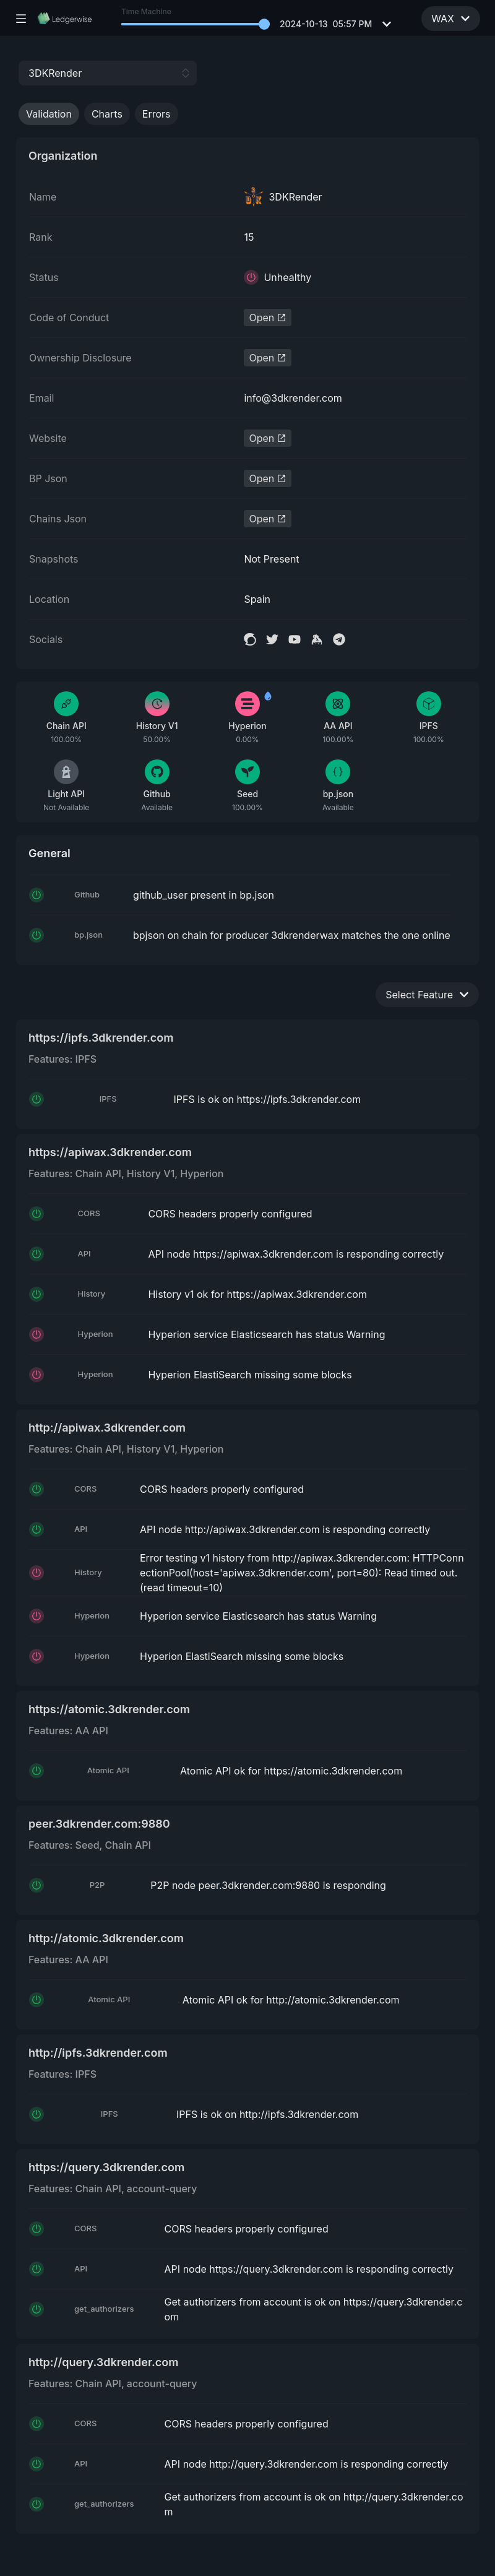 Ledgerwise
Time Machine
2024-10-13 05:57 PM
WAX
3DKRender
Validation
Charts
Errors
Organization
Name
3DKRender
Rank
15
Status
Unhealthy
Code of Conduct
Open
Ownership Disclosure
Open
Email
info@3dkrender.com
Website
Open
BP Json
Open
Chains Json
Open
Snapshots
Not Present
Location
Spain
Socials
Chain API
100.00%
History V1
50.00%
Hyperion
0.00%
AA API
100.00%
IPFS
100.00%
Light API
Not Available
Github
Available
Seed
100.00%
bp.json
Available
General
Github
github_user present in bp.json
bp.json
bpjson on chain for producer 3dkrenderwax matches the one online
Select Feature
https://ipfs.3dkrender.com
Features: IPFS
IPFS
IPFS is ok on https://ipfs.3dkrender.com
https://apiwax.3dkrender.com
Features: Chain API, History V1, Hyperion
CORS
CORS headers properly configured
API
API node https://apiwax.3dkrender.com is responding correctly
History
History v1 ok for https://apiwax.3dkrender.com
Hyperion
Hyperion service Elasticsearch has status Warning
Hyperion
Hyperion ElastiSearch missing some blocks
http://apiwax.3dkrender.com
Features: Chain API, History V1, Hyperion
CORS
CORS headers properly configured
API
API node http://apiwax.3dkrender.com is responding correctly
History
Error testing v1 history from http://apiwax.3dkrender.com: HTTPConn
ectionPool(host='apiwax.3dkrender.com', port=80): Read timed out.
(read timeout=10)
Hyperion
Hyperion service Elasticsearch has status Warning
Hyperion
Hyperion ElastiSearch missing some blocks
https://atomic.3dkrender.com
Features: AA API
Atomic API
Atomic API ok for https://atomic.3dkrender.com
peer.3dkrender.com:9880
Features: Seed, Chain API
P2P
P2P node peer.3dkrender.com:9880 is responding
http://atomic.3dkrender.com
Features: AA API
Atomic API
Atomic API ok for http://atomic.3dkrender.com
http://ipfs.3dkrender.com
Features: IPFS
IPFS
IPFS is ok on http://ipfs.3dkrender.com
https://query.3dkrender.com
Features: Chain API, account-query
CORS
CORS headers properly configured
API
API node https://query.3dkrender.com is responding correctly
get_authorizers
Get authorizers from account is ok on https://query.3dkrender.c
om
http://query.3dkrender.com
Features: Chain API, account-query
CORS
CORS headers properly configured
API
API node http://query.3dkrender.com is responding correctly
get_authorizers
Get authorizers from account is ok on http://query.3dkrender.co
m